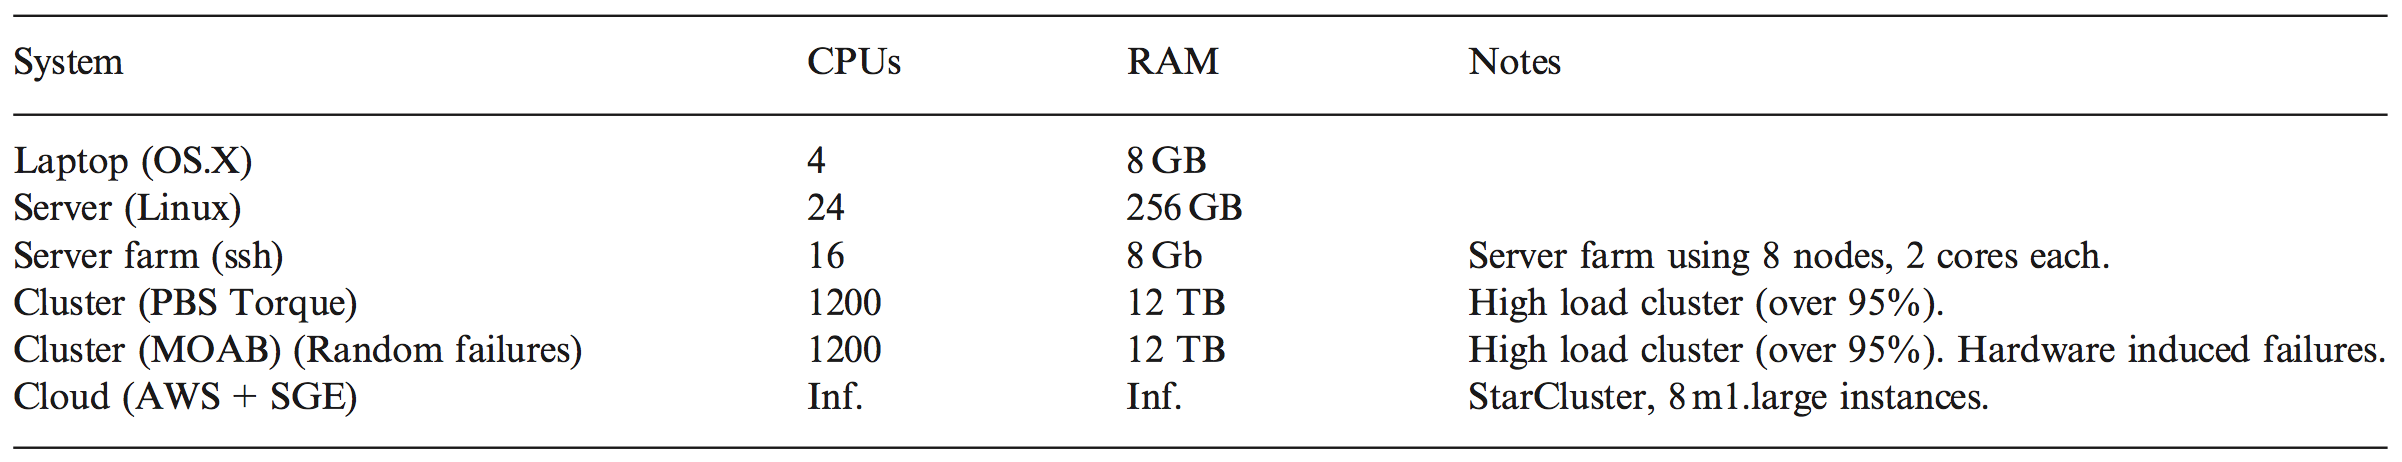 System CPUs RAM Notes
Laptop (OS.X) 4 8 GB
Server (Linux) 24 256 GB
Server farm (ssh) 16 8 Gb Server farm using 8 nodes, 2 cores each.
Cluster (PBS Torque) 1200 12 TB High load cluster (over 95%).
Cluster (MOAB) (Random failures) 1200 12 TB High load cluster (over 95%). Hardware induced failures.
Cloud (AWS + SGE) Inf. Inf. StarCluster, 8 m1.large instances.